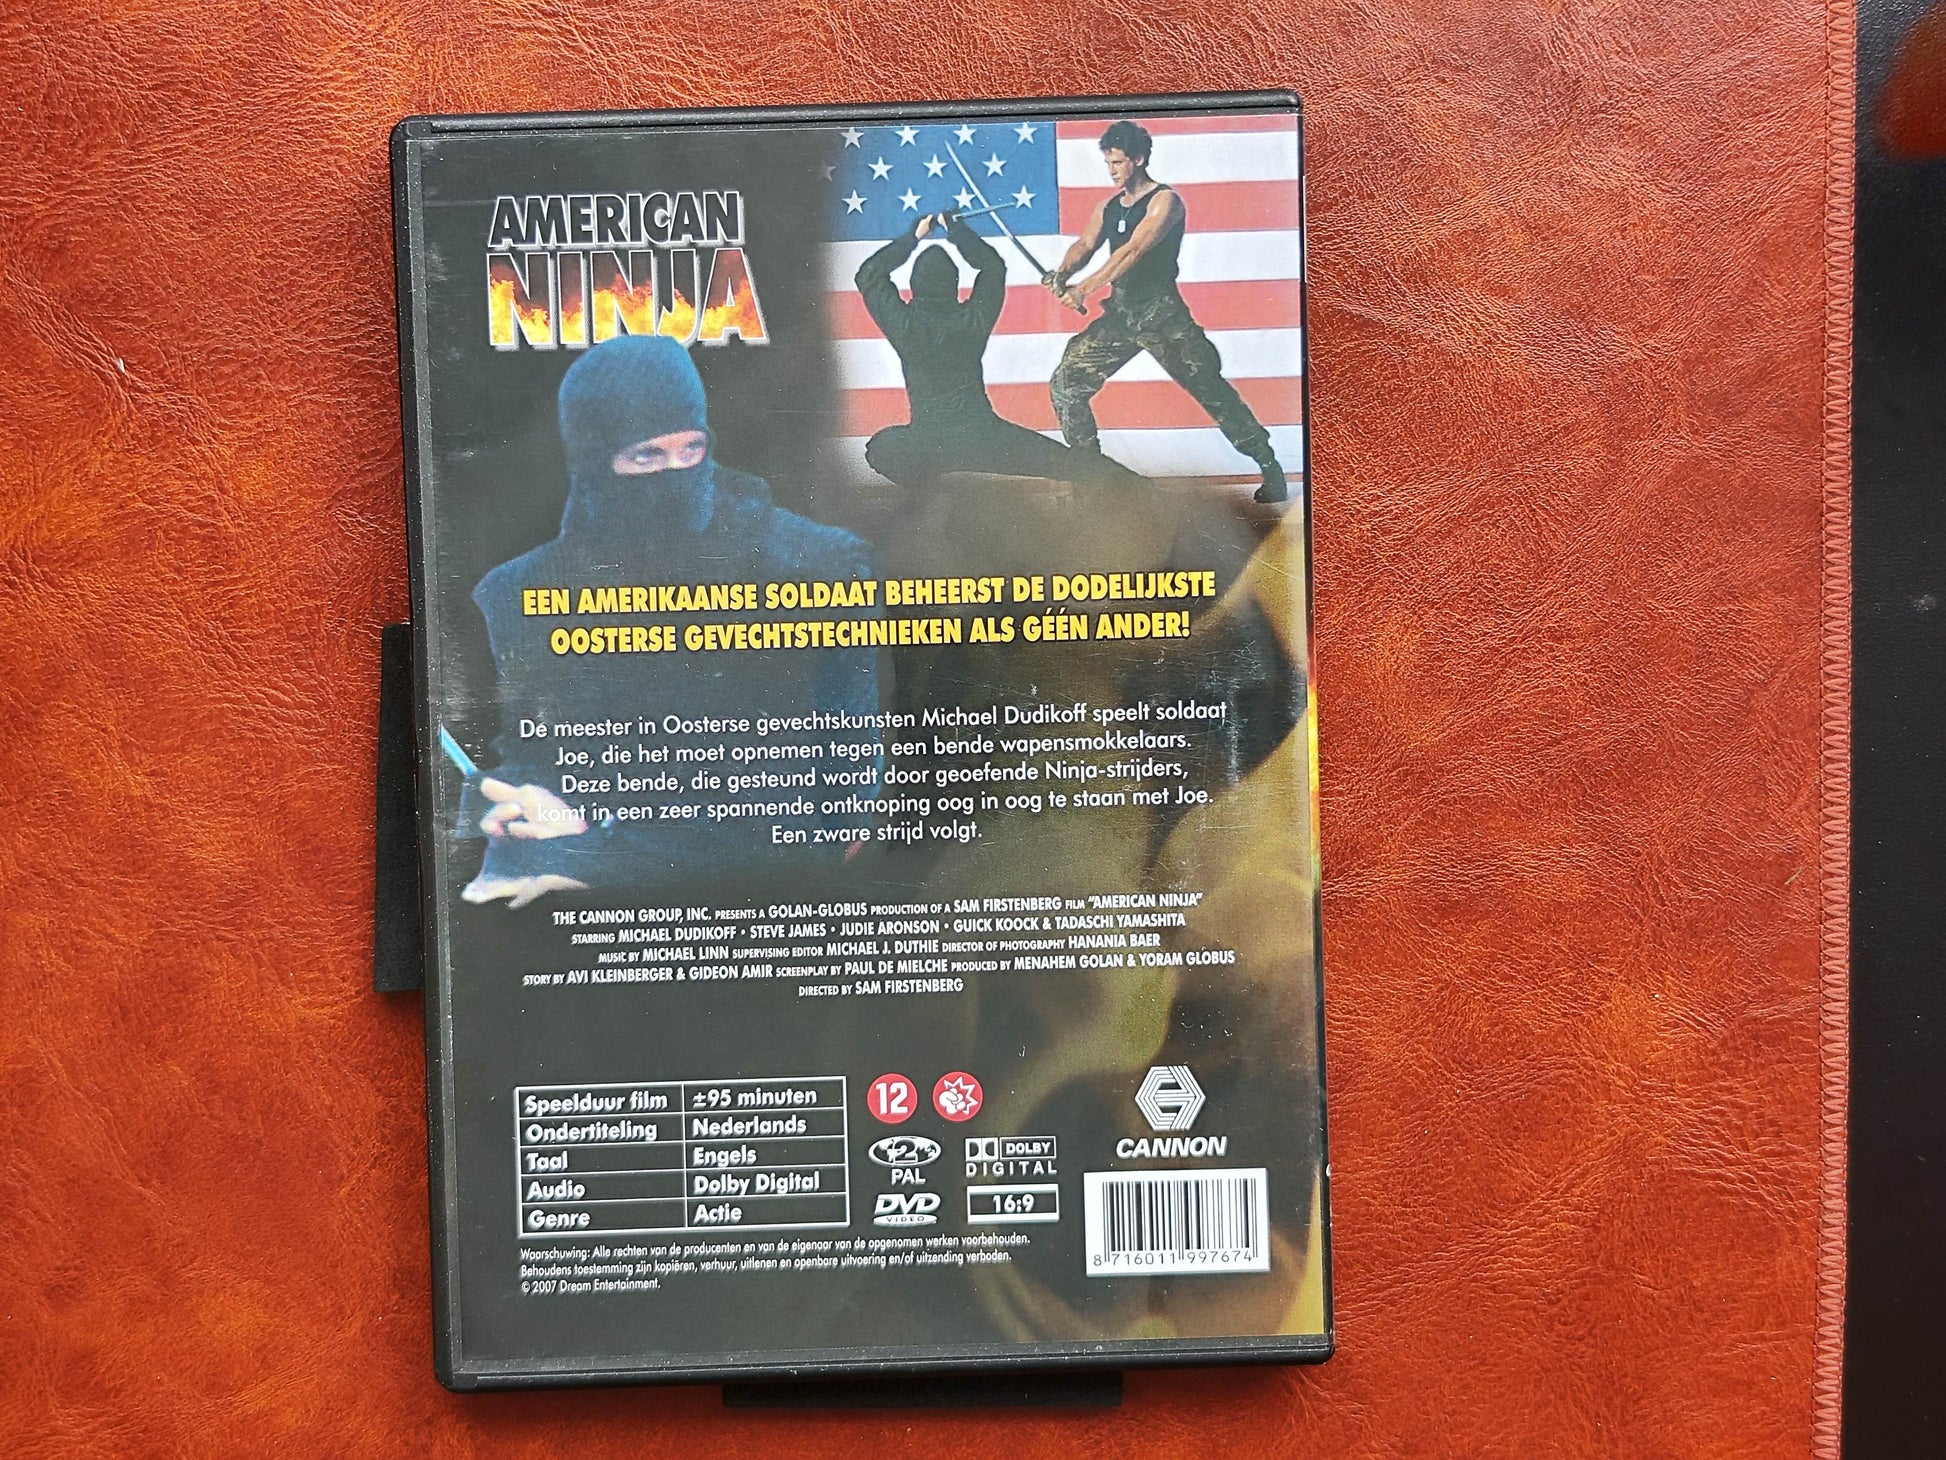 AMERICAN
NINJA
EEN AMERIKAANSE SOLDAAT BEHEERST DE DODELIJKSTE
OOSTERSE GEVECHTSTECHNIEKEN ALS GÉÉN ANDER!
De meester in Oosterse gevechtskunsten Michael Dudikoff speelt soldaat
Joe, die het moet opnemen tegen een bende wapensmokkelaars.
Deze bende, die gesteund wordt door geoefende Ninja-strijders,
komt in een zeer spannende ontknoping oog in oog te staan met Joe.
Een zware strijd volgt.
THE CANNON GROUP, INC. PRESENTS A GOLAN-GLOBUS PRODUCTION OF A SAM FIRSTENBERG FILM "AMERICAN NINJA"
STARRING MICHAEL DUDIKOFF • STEVE JAMES • JUDIE ARONSON • GUICK KOOCK & TADASCHI YAMASHITA
MUSIC BY MICHAEL LINN SUPERVISING EDITOR MICHAEL J. DUTHIE DIRECTOR OF PHOTOGRAPHY HANANIA BAER
STORY BY AVI KLEINBERGER & GIDEON AMIR SCREENPLAY BY PAUL DE MIELCHE PRODUCED BY MENAHEM GOLAN & YORAM GLOBUS
DIRECTED BY SAM FIRSTENBERG
Speelduur film ±95 minuten
Ondertiteling Nederlands
Taal Engels
Audio Dolby Digital
Genre Actie
12
2
PAL
DVD
VIDEO
DOLBY
DIGITAL
16:9
CANNON
8 716011 997674
Waarschuwing: Alle rechten van de producenten en van de eigenaar van de opgenomen werken voorbehouden.
Behoudens toestemming zijn kopiëren, verhuur, uitlenen en openbare uitvoering en/of uitzending verboden.
© 2007 Dream Entertainment.